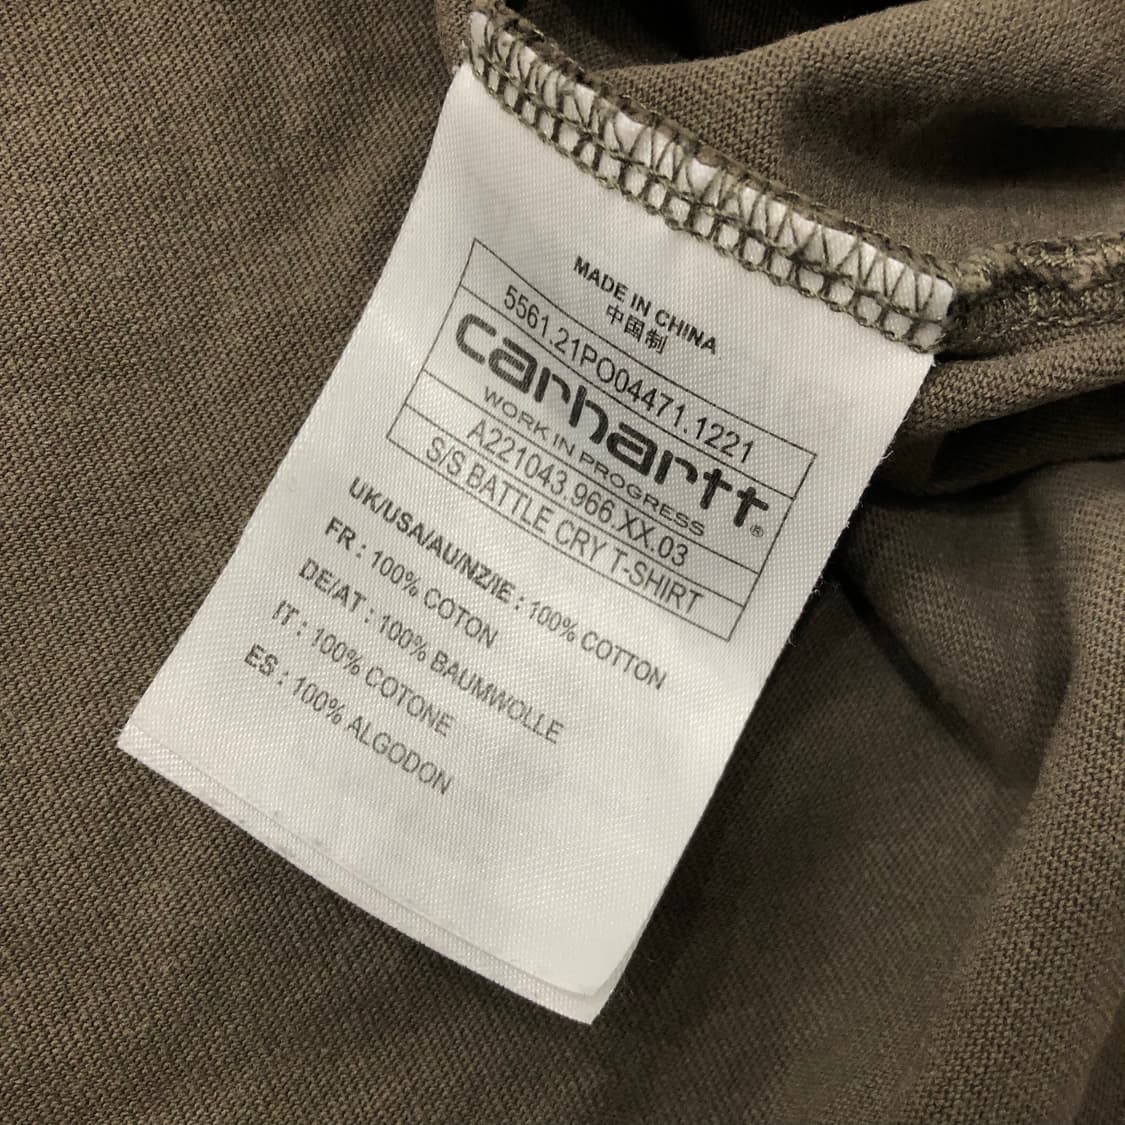 MADE IN CHINA
中国制
5561.21PO04471.1221
carhartt®
WORK IN PROGRESS
A221043.966.XX.03
S/S BATTLE CRY T-SHIRT
UK/USA/AU/NZ/IE : 100% COTTON
FR : 100% COTON
DE/AT : 100% BAUMWOLLE
IT : 100% COTONE
ES : 100% ALGODON